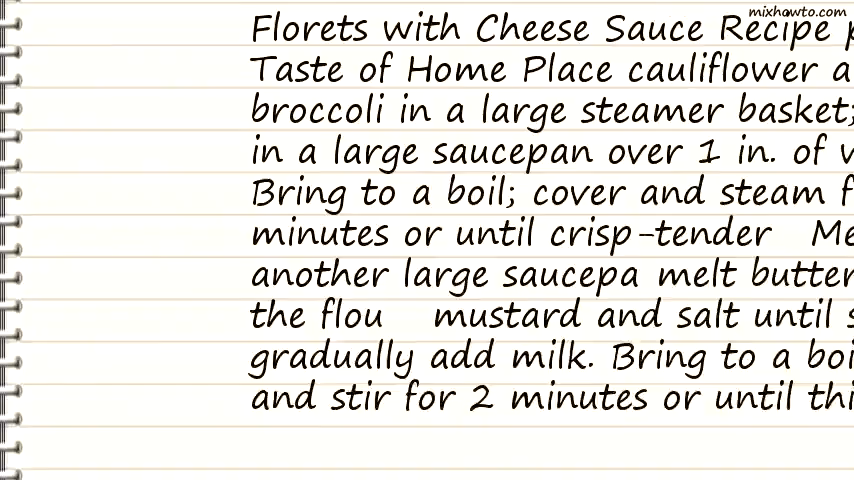 mixhowto.com
Florets with Cheese Sauce Recipe
Taste of Home Place cauliflower a
broccoli in a large steamer basket;
in a large saucepan over 1 in. of
Bring to a boil; cover and steam f
minutes or until crisp-tender Me
another large saucepa melt butter
the flou mustard and salt until s
gradually add milk. Bring to a boi
and stir for 2 minutes or until thi